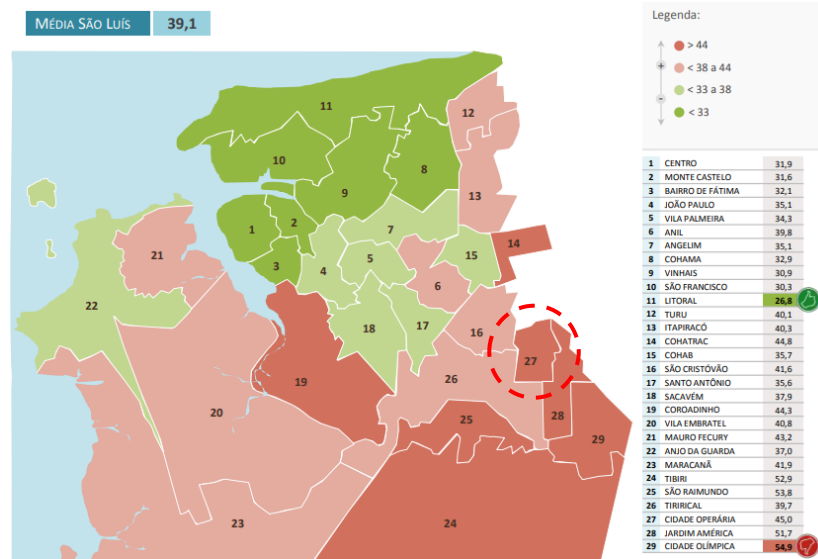 MÉDIA SÃO LUÍS 39,1
Legenda:
+
-
> 44
< 38 a 44
< 33 a 38
< 33
1 CENTRO 31,9
2 MONTE CASTELO 31,6
3 BAIRRO DE FÁTIMA 32,1
4 JOÃO PAULO 35,1
5 VILA PALMEIRA 34,3
6 ANIL 39,8
7 ANGELIM 35,1
8 COHAMA 32,9
9 VINHAIS 30,9
10 SÃO FRANCISCO 30,3
11 LITORAL 26,8
12 TURU 40,1
13 ITAPIRACÓ 40,3
14 COHATRAC 44,8
15 COHAB 35,7
16 SÃO CRISTÓVÃO 41,6
17 SANTO ANTÔNIO 35,6
18 SACAVÉM 37,9
19 COROADINHO 44,3
20 VILA EMBRATEL 40,8
21 MAURO FECURY 43,2
22 ANJO DA GUARDA 37,0
23 MARACANÃ 41,9
24 TIBIRI 52,9
25 SÃO RAIMUNDO 53,8
26 TIRIRICAL 39,7
27 CIDADE OPERÁRIA 45,0
28 JARDIM AMÉRICA 51,7
29 CIDADE OLÍMPICA 54,9
11
12
10
8
9
13
1
2
7
14
21
15
3
4
5
6
22
18
17
16
27
19
26
20
25
28
29
23
24